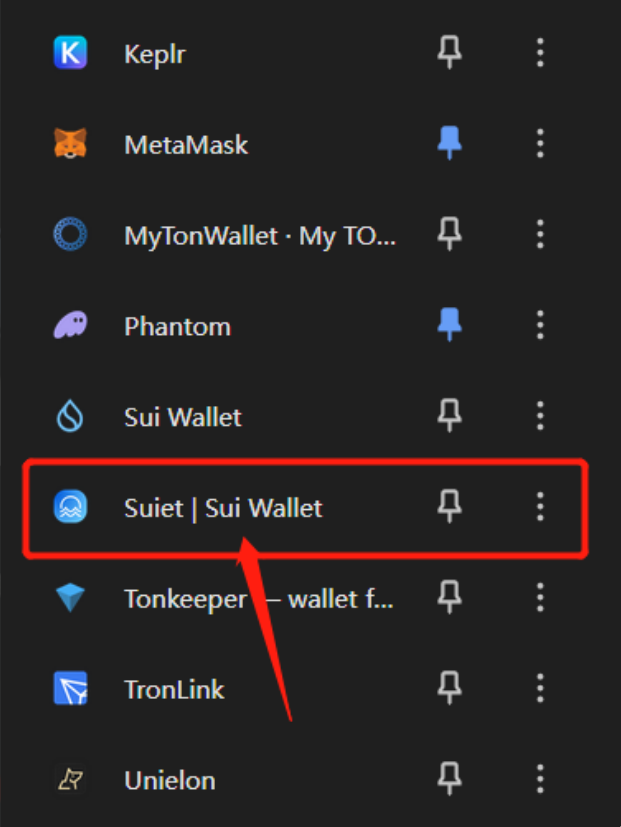 Keplr
MetaMask
MyTonWallet · My TO...
Phantom
Sui Wallet
Suiet | Sui Wallet
Tonkeeper — wallet f...
TronLink
Unielon